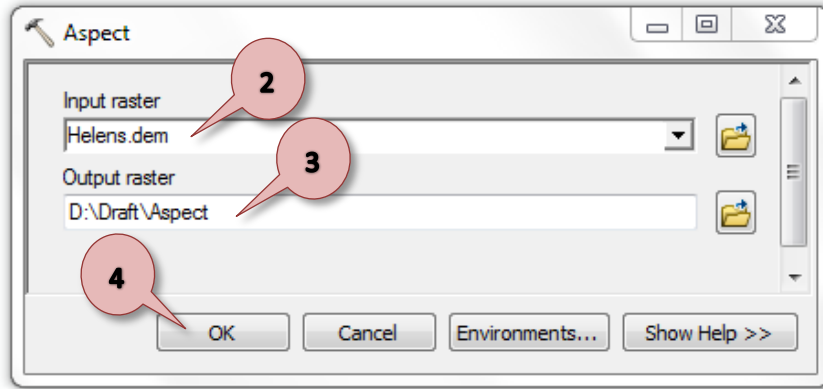 Aspect
2
Input raster
Helens.dem
3
Output raster
D:\Draft\Aspect
4
OK Cancel Environments... Show Help >>